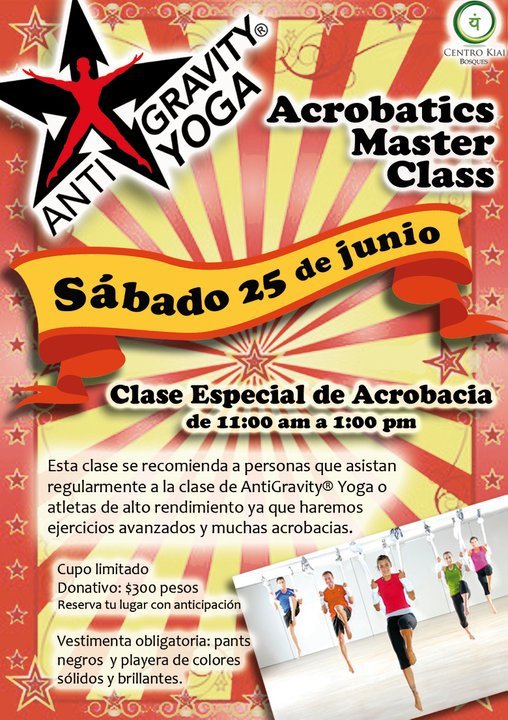 ANTI GRAVITY®
YOGA
CENTRO KIAI
BOSQUES
Acrobatics
Master
Class
Sábado 25 de junio
Clase Especial de Acrobacia
de 11:00 am a 1:00 pm
Esta clase se recomienda a personas que asistan
regularmente a la clase de AntiGravity® Yoga o
atletas de alto rendimiento ya que haremos
ejercicios avanzados y muchas acrobacias.
Cupo limitado
Donativo: $300 pesos
Reserva tu lugar con anticipación
Vestimenta obligatoria: pants
negros y playera de colores
sólidos y brillantes.